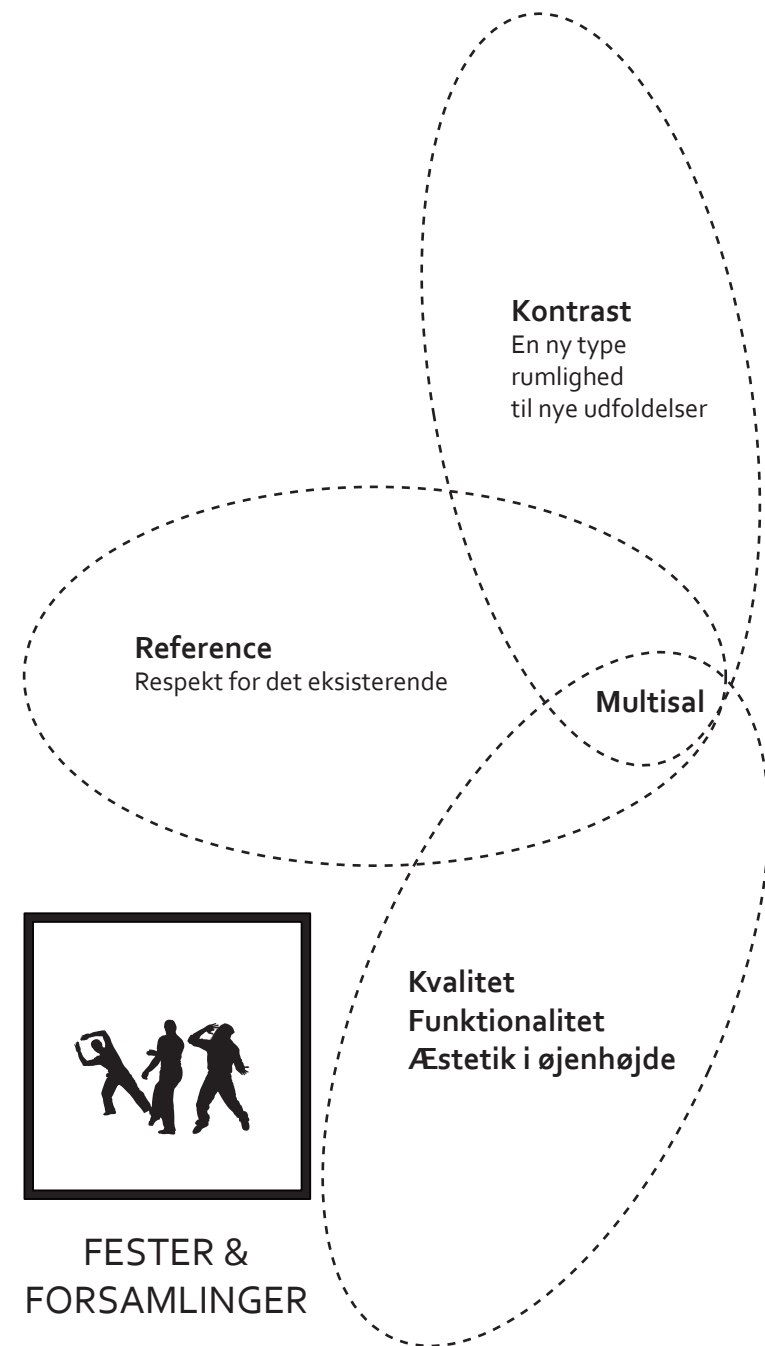 Kontrast
En ny type
rumlighed
til nye udfoldelser
Reference
Respekt for det eksisterende
Multisal
Kvalitet
Funktionalitet
Æstetik i øjenhøjde
FESTER &
FORSAMLINGER